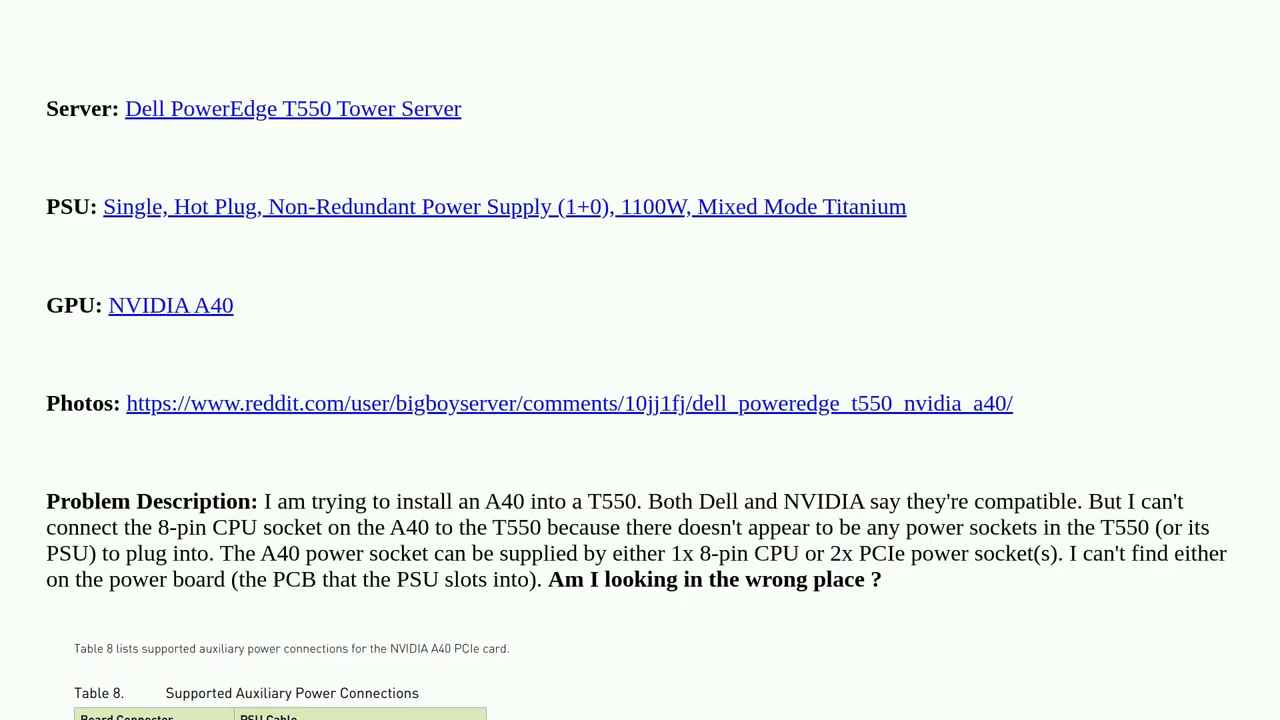 Server: Dell PowerEdge T550 Tower Server
PSU: Single, Hot Plug, Non-Redundant Power Supply (1+0), 1100W, Mixed Mode Titanium
GPU: NVIDIA A40
Photos: https://www.reddit.com/user/bigboyserver/comments/10jj1fj/dell_poweredge_t550_nvidia_a40/
Problem Description: I am trying to install an A40 into a T550. Both Dell and NVIDIA say they're compatible. But I can't
connect the 8-pin CPU socket on the A40 to the T550 because there doesn't appear to be any power sockets in the T550 (or its
PSU) to plug into. The A40 power socket can be supplied by either 1x 8-pin CPU or 2x PCIe power socket(s). I can't find either
on the power board (the PCB that the PSU slots into). Am I looking in the wrong place ?
Table 8 lists supported auxiliary power connections for the NVIDIA A40 PCIe card.
Table 8. Supported Auxiliary Power Connections
Board Connector PSU Cable